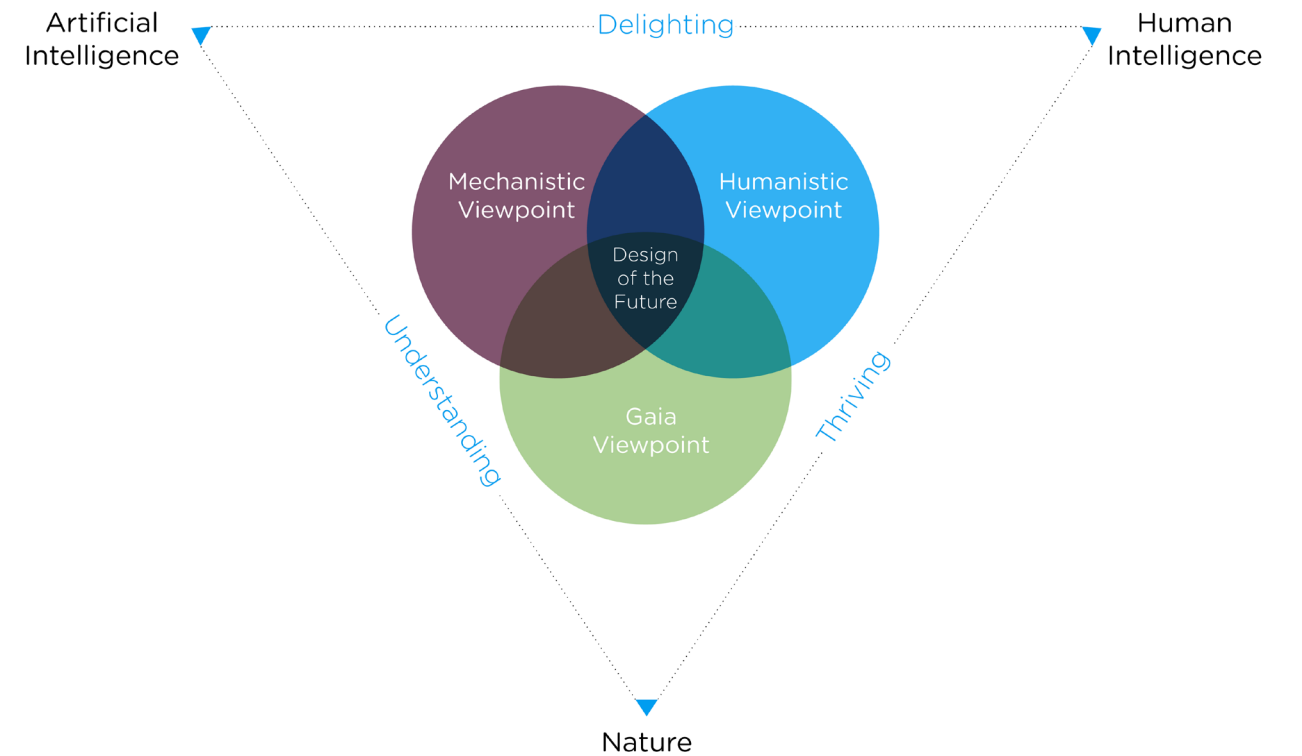 Artificial
Intelligence
Delighting
Human
Intelligence
Mechanistic
Viewpoint
Humanistic
Viewpoint
Design
of the
Future
Understanding
Thriving
Gaia
Viewpoint
Nature